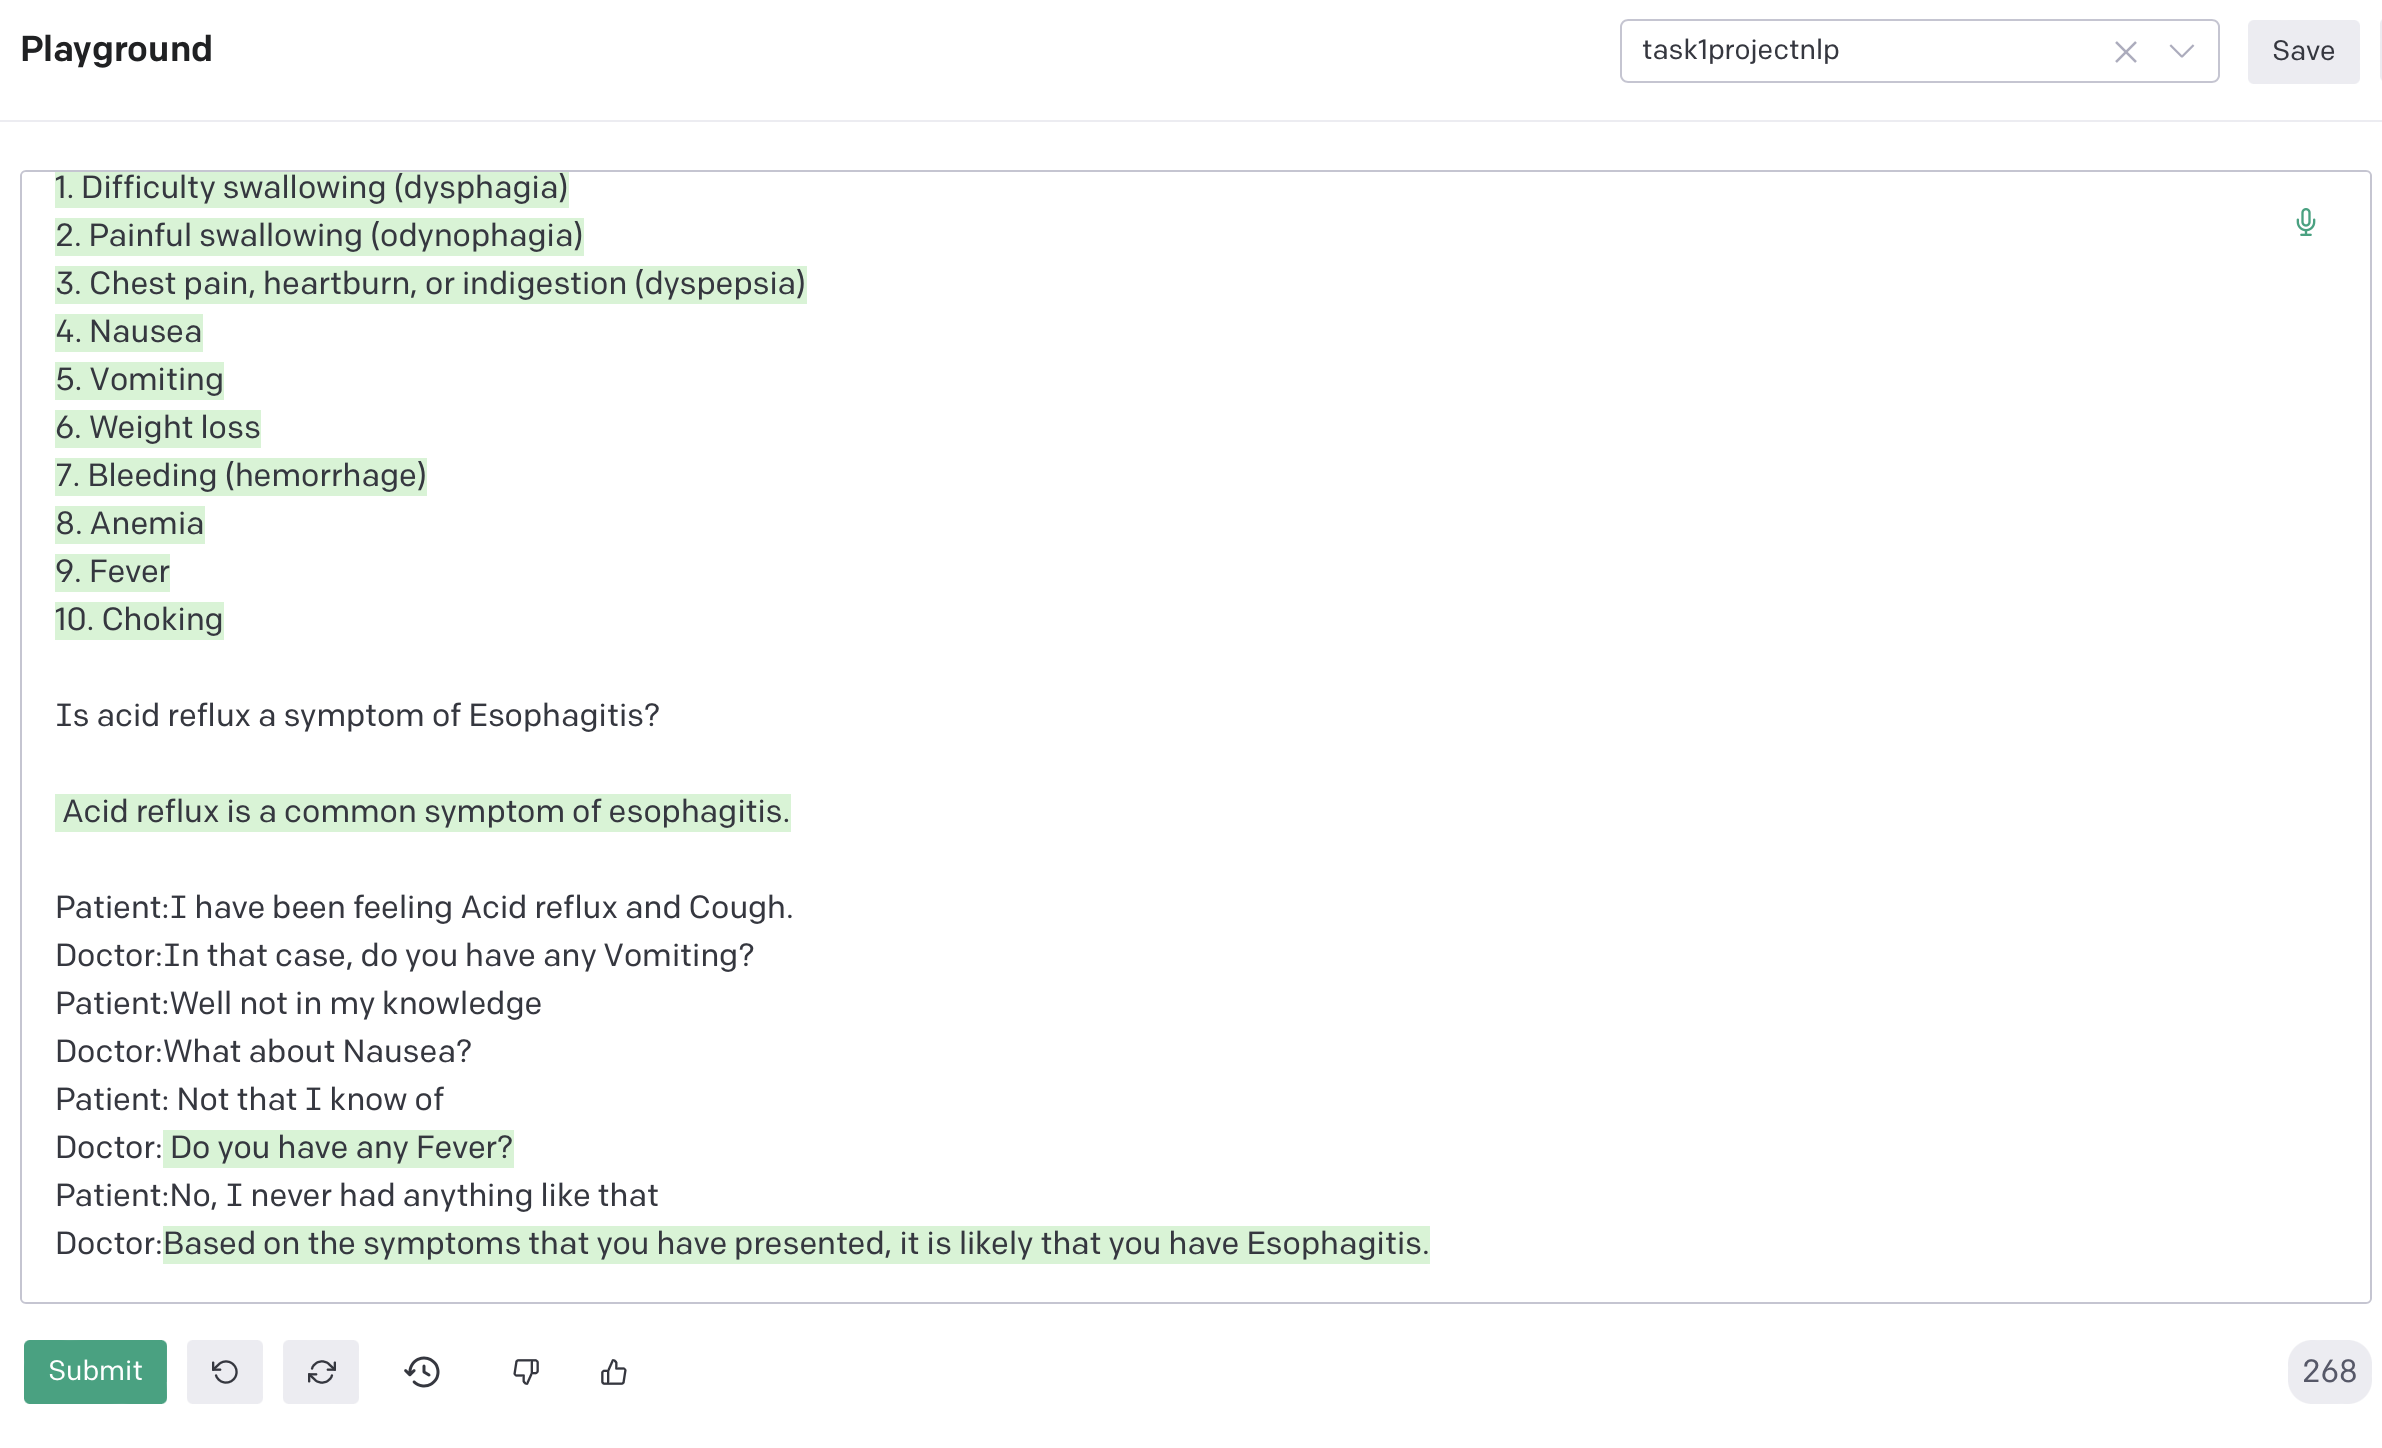 Playground
task1projectnlp
Save
1. Difficulty swallowing (dysphagia)
2. Painful swallowing (odynophagia)
3. Chest pain, heartburn, or indigestion (dyspepsia)
4. Nausea
5. Vomiting
6. Weight loss
7. Bleeding (hemorrhage)
8. Anemia
9. Fever
10. Choking
Is acid reflux a symptom of Esophagitis?
Acid reflux is a common symptom of esophagitis.
Patient:I have been feeling Acid reflux and Cough.
Doctor:In that case, do you have any Vomiting?
Patient:Well not in my knowledge
Doctor:What about Nausea?
Patient: Not that I know of
Doctor: Do you have any Fever?
Patient:No, I never had anything like that
Doctor:Based on the symptoms that you have presented, it is likely that you have Esophagitis.
Submit
268